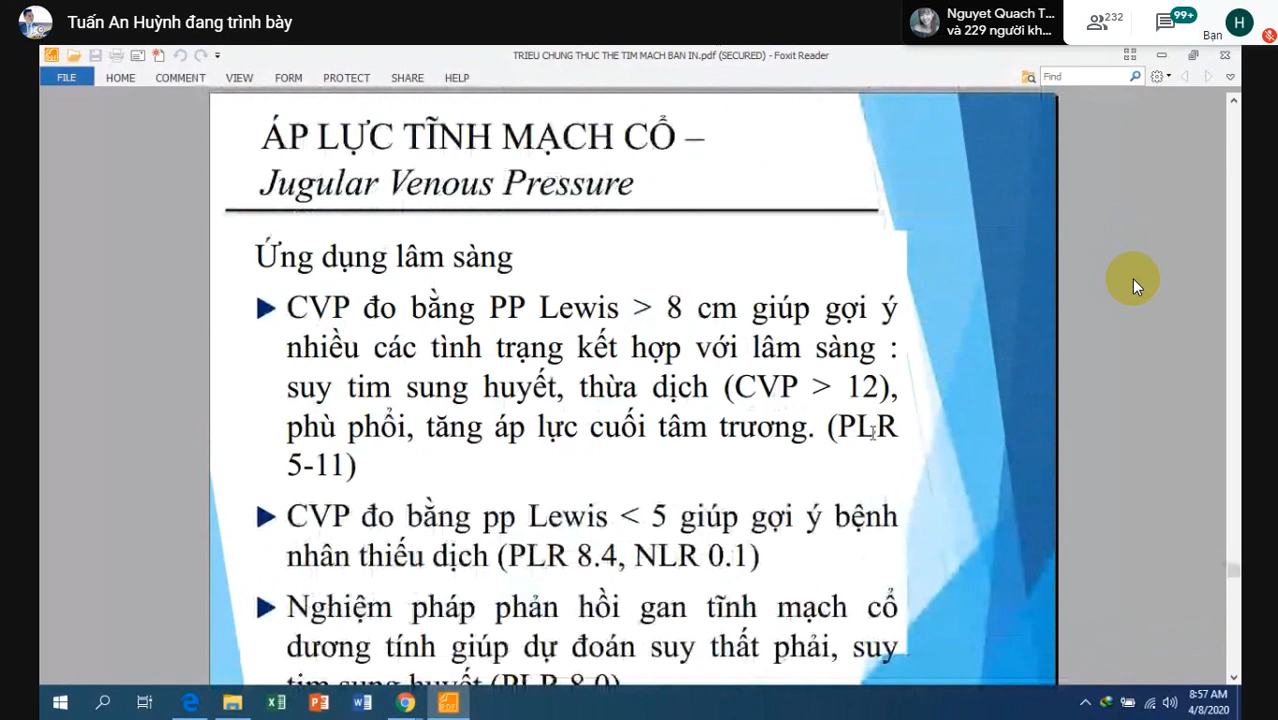 Tuấn An Huỳnh đang trình bày
Nguyet Quach T...
và 229 người kh...
232
99+
H
Bạn
TRIEU CHUNG THUC THE TIM MACH BAN IN.pdf (SECURED) - Foxit Reader
FILE HOME COMMENT VIEW FORM PROTECT SHARE HELP
Find
ÁP LỰC TĨNH MẠCH CỔ –
Jugular Venous Pressure
Ứng dụng lâm sàng
CVP đo bằng PP Lewis > 8 cm giúp gợi ý
nhiều các tình trạng kết hợp với lâm sàng :
suy tim sung huyết, thừa dịch (CVP > 12),
phù phổi, tăng áp lực cuối tâm trương. (PLR
5-11)
CVP đo bằng pp Lewis < 5 giúp gợi ý bệnh
nhân thiếu dịch (PLR 8.4, NLR 0.1)
Nghiệm pháp phản hồi gan tĩnh mạch cổ
dương tính giúp dự đoán suy thất phải, suy
tim sung huyết (PLR 8.0)
8:57 AM
4/8/2020